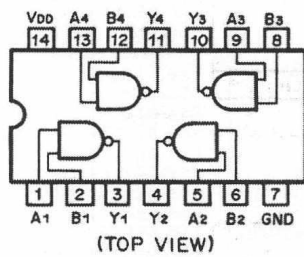 VDD A4 B4 Y4 Y3 A3 B3
14 13 12 11 10 9 8
1 2 3 4 5 6 7
A1 B1 Y1 Y2 A2 B2 GND
(TOP VIEW)